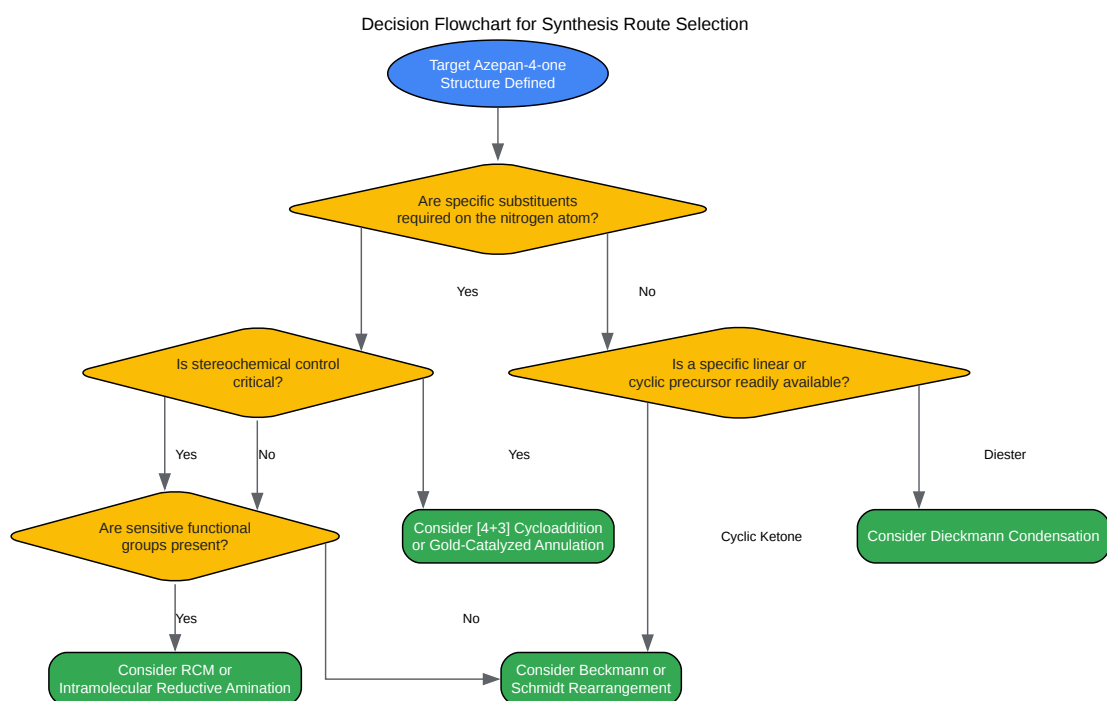 Decision Flowchart for Synthesis Route Selection
Target Azepan-4-one
Structure Defined
Are specific substituents
required on the nitrogen atom?
Yes
No
Is stereochemical control
critical?
Is a specific linear or
cyclic precursor readily available?
Yes
No
Yes
Diester
Are sensitive functional
groups present?
Consider [4+3] Cycloaddition
or Gold-Catalyzed Annulation
Cyclic Ketone
Consider Dieckmann Condensation
Yes
No
Consider RCM or
Intramolecular Reductive Amination
Consider Beckmann or
Schmidt Rearrangement